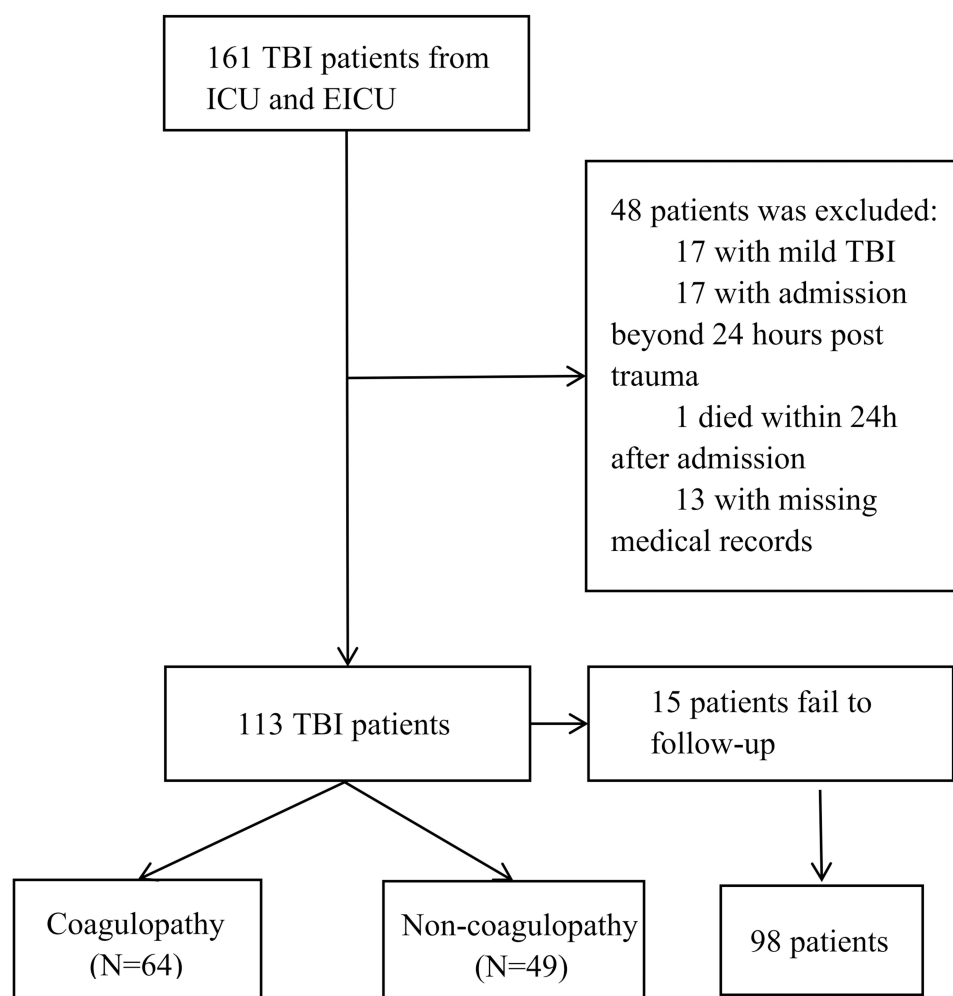 161 TBI patients from
ICU and EICU
48 patients was excluded:
17 with mild TBI
17 with admission
beyond 24 hours post
trauma
1 died within 24h
after admission
13 with missing
medical records
113 TBI patients
15 patients fail to
follow-up
Coagulopathy
(N=64)
Non-coagulopathy
(N=49)
98 patients